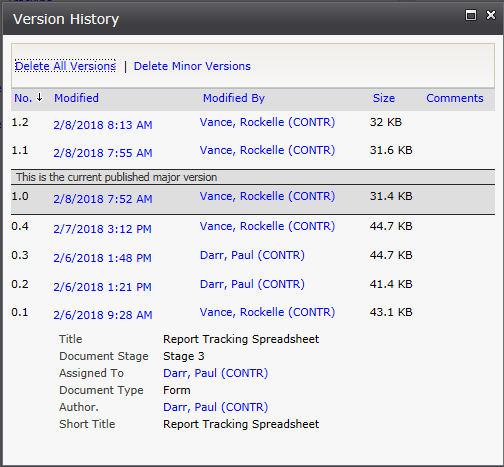 Version History
Delete All Versions | Delete Minor Versions
No. Modified Modified By Size Comments
1.2 2/8/2018 8:13 AM Vance, Rockelle (CONTR) 32 KB
1.1 2/8/2018 7:55 AM Vance, Rockelle (CONTR) 31.6 KB
This is the current published major version
1.0 2/8/2018 7:52 AM Vance, Rockelle (CONTR) 31.4 KB
0.4 2/7/2018 3:12 PM Vance, Rockelle (CONTR) 44.7 KB
0.3 2/6/2018 1:48 PM Darr, Paul (CONTR) 44.7 KB
0.2 2/6/2018 1:21 PM Darr, Paul (CONTR) 41.4 KB
0.1 2/6/2018 9:28 AM Vance, Rockelle (CONTR) 43.1 KB
Title Report Tracking Spreadsheet
Document Stage Stage 3
Assigned To Darr, Paul (CONTR)
Document Type Form
Author. Darr, Paul (CONTR)
Short Title Report Tracking Spreadsheet